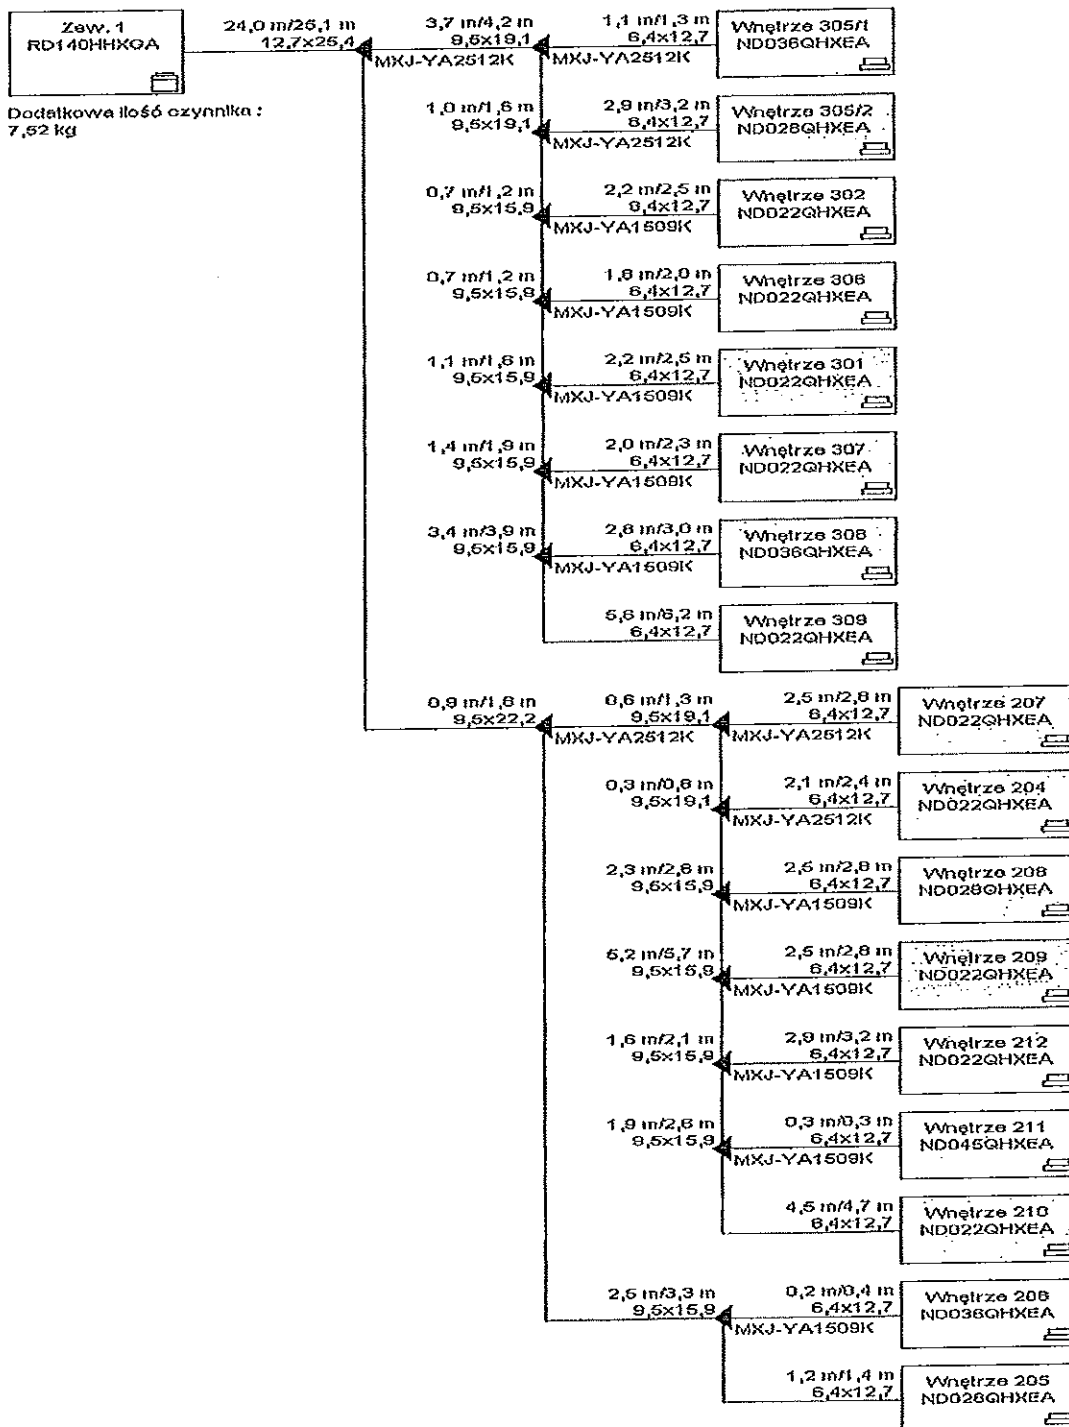 Zew. 1
RD140HHXGA
Dodatkowa ilość czynnika :
7,52 kg
24,0 m/25,1 m
12,7x25,4
3,7 m/4,2 m
9,5x19,1
MXJ-YA2512K
1,1 m/1,3 m
6,4x12,7
MXJ-YA2512K
Wnętrze 305/1
ND036QHXEA
1,0 m/1,6 m
9,5x19,1
2,9 m/3,2 m
6,4x12,7
MXJ-YA2512K
Wnętrze 305/2
ND028QHXEA
0,7 m/1,2 m
9,5x15,9
2,2 m/2,5 m
6,4x12,7
MXJ-YA1509K
Wnętrze 302
ND022QHXEA
0,7 m/1,2 m
9,5x15,9
1,8 m/2,0 m
6,4x12,7
MXJ-YA1509K
Wnętrze 306
ND022QHXEA
1,1 m/1,6 m
9,5x15,9
2,2 m/2,5 m
6,4x12,7
MXJ-YA1509K
Wnętrze 301
ND022QHXEA
1,4 m/1,9 m
9,5x15,9
2,0 m/2,3 m
6,4x12,7
MXJ-YA1509K
Wnętrze 307
ND022QHXEA
3,4 m/3,9 m
9,5x15,9
2,8 m/3,0 m
6,4x12,7
MXJ-YA1509K
Wnętrze 308
ND036QHXEA
6,4x12,7
Wnętrze 309
ND022QHXEA
9,5x22,2
MXJ-YA2512K
0,6 m/1,3 m
9,5x19,1
2,5 m/2,8 m
6,4x12,7
MXJ-YA2512K
Wnętrze 207
ND022QHXEA
0,3 m/0,8 m
9,5x19,1
2,1 m/2,4 m
6,4x12,7
MXJ-YA2512K
Wnętrze 204
ND022QHXEA
2,3 m/2,8 m
9,5x15,9
2,5 m/2,8 m
6,4x12,7
MXJ-YA1509K
Wnętrze 208
ND028QHXEA
5,2 m/5,7 m
9,5x15,9
2,5 m/2,8 m
6,4x12,7
MXJ-YA1509K
Wnętrze 209
ND022QHXEA
1,6 m/2,1 m
9,5x15,9
2,9 m/3,2 m
6,4x12,7
MXJ-YA1509K
Wnętrze 212
ND022QHXEA
9,5x15,9
0,3 m/0,3 m
6,4x12,7
MXJ-YA1509K
Wnętrze 211
ND045QHXEA
4,5 m/4,7 m
6,4x12,7
Wnętrze 210
ND022QHXEA
2,5 m/3,3 m
9,5x15,9
0,2 m/0,4 m
6,4x12,7
MXJ-YA1509K
Wnętrze 206
ND036QHXEA
1,2 m/1,4 m
6,4x12,7
Wnętrze 205
ND028QHXEA